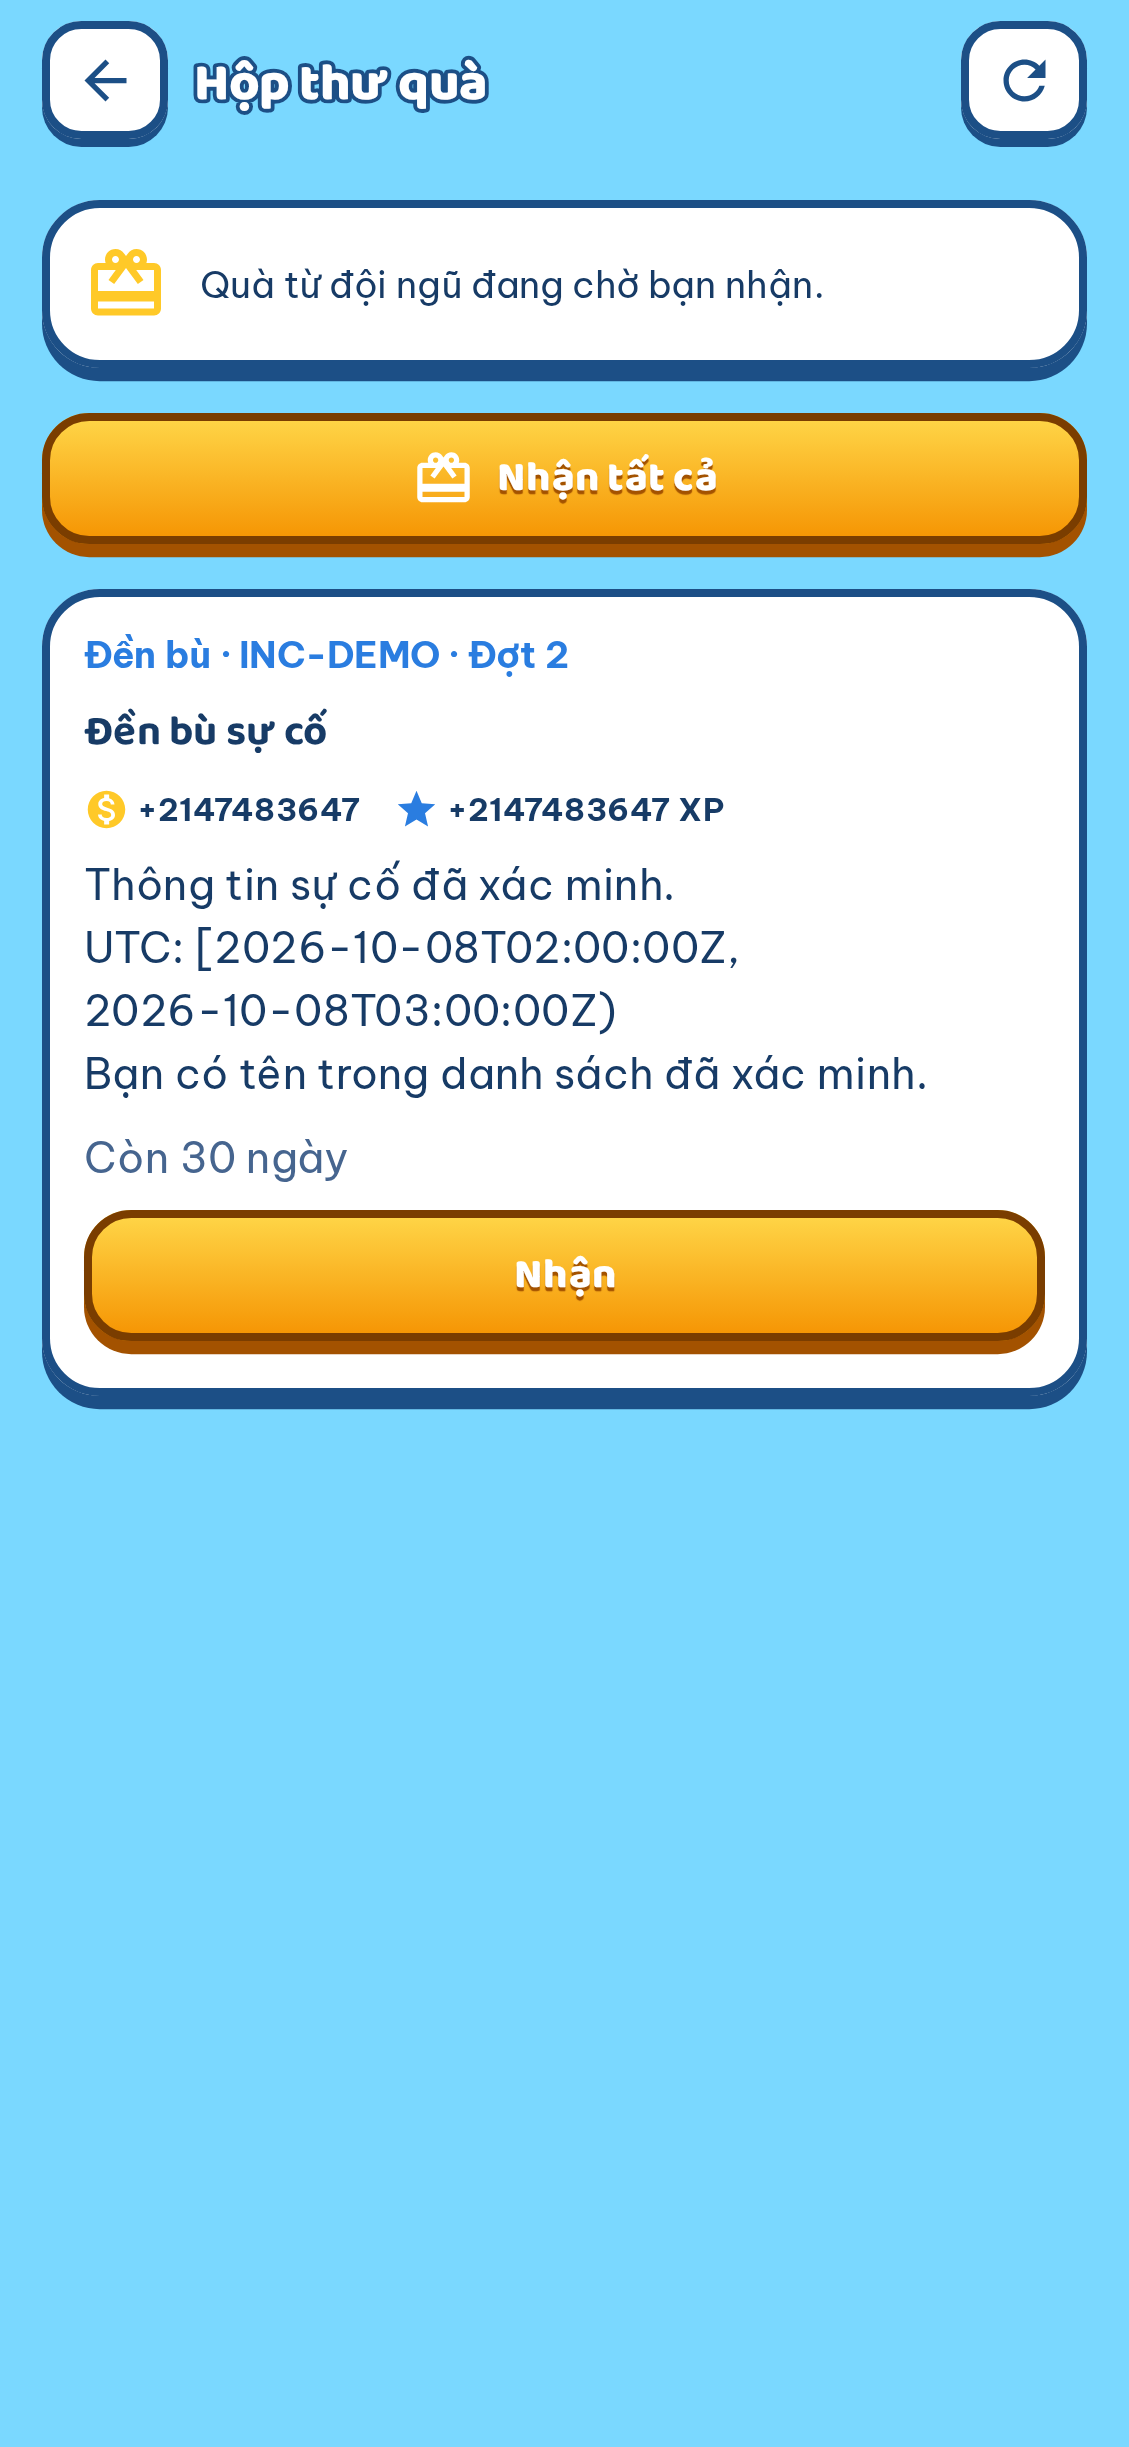 Hộp thư quà
Quà từ đội ngũ đang chờ bạn nhận.
Nhận tất cả
Đền bù · INC-DEMO · Đợt 2
Đền bù sự cố
+2147483647 +2147483647 XP
Thông tin sự cố đã xác minh.
UTC: [2026-10-08T02:00:00Z,
2026-10-08T03:00:00Z)
Bạn có tên trong danh sách đã xác minh.
Còn 30 ngày
Nhận